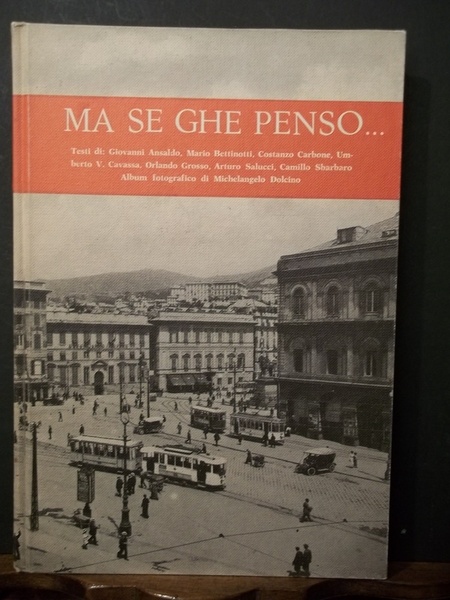 MA SE GHE PENSO...
Testi di: Giovanni Ansaldo, Mario Bettinotti, Costanzo Carbone, Um-
berto V. Cavassa, Orlando Grosso, Arturo Salucci, Camillo Sbarbaro
Album fotografico di Michelangelo Dolcino